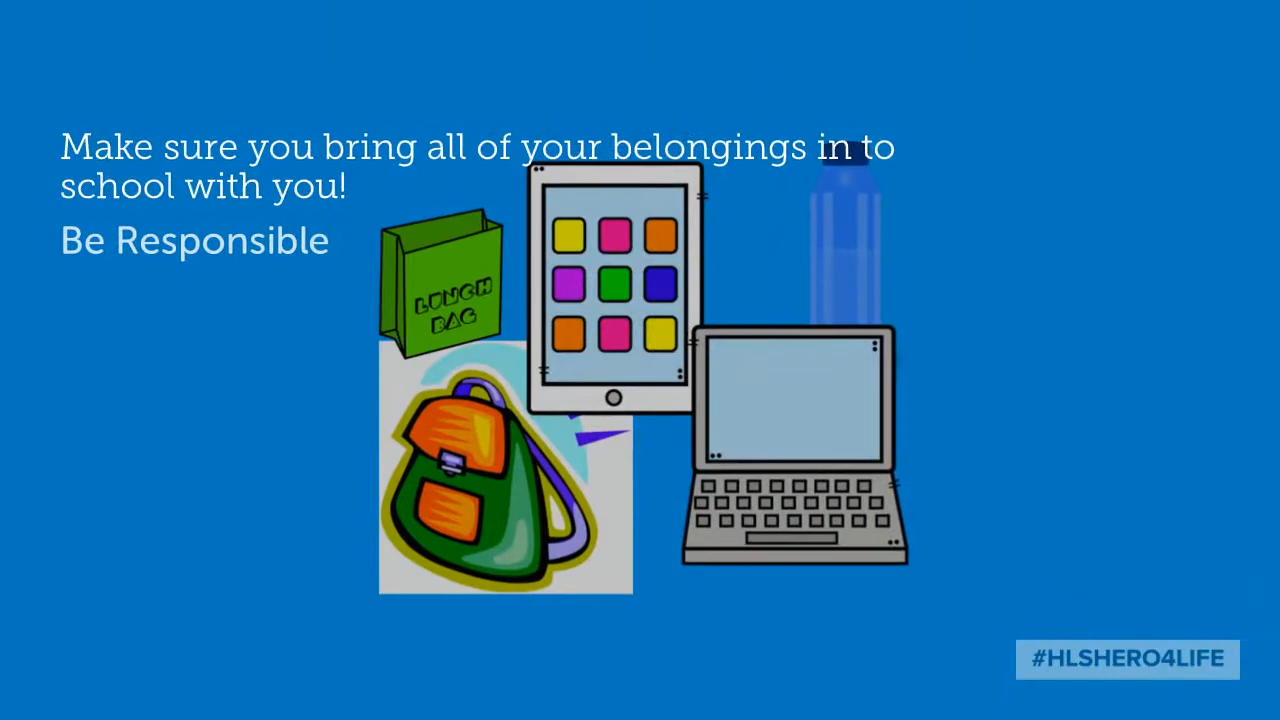 Make sure you bring all of your belongings in to
school with you!
Be Responsible
LUNCH
BAG
#HLSHERO4LIFE